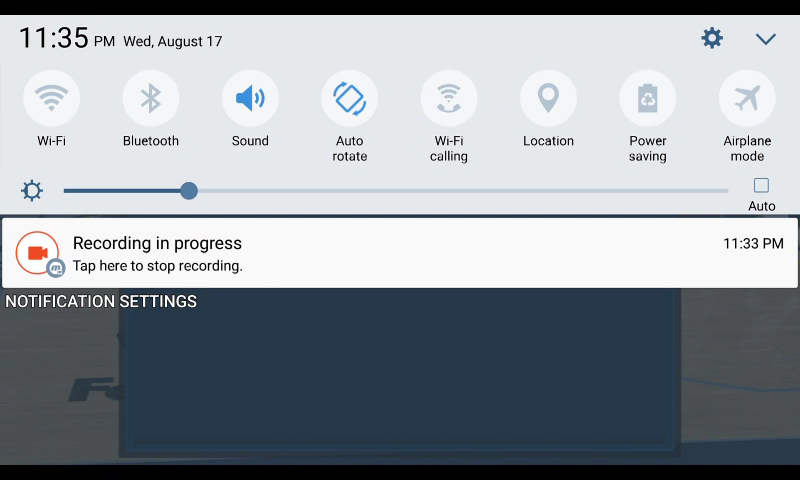 11:35 PM Wed, August 17
Wi-Fi
Bluetooth
Sound
Auto
rotate
Wi-Fi
calling
Location
Power
saving
Airplane
mode
Auto
Recording in progress
11:33 PM
Tap here to stop recording.
NOTIFICATION SETTINGS